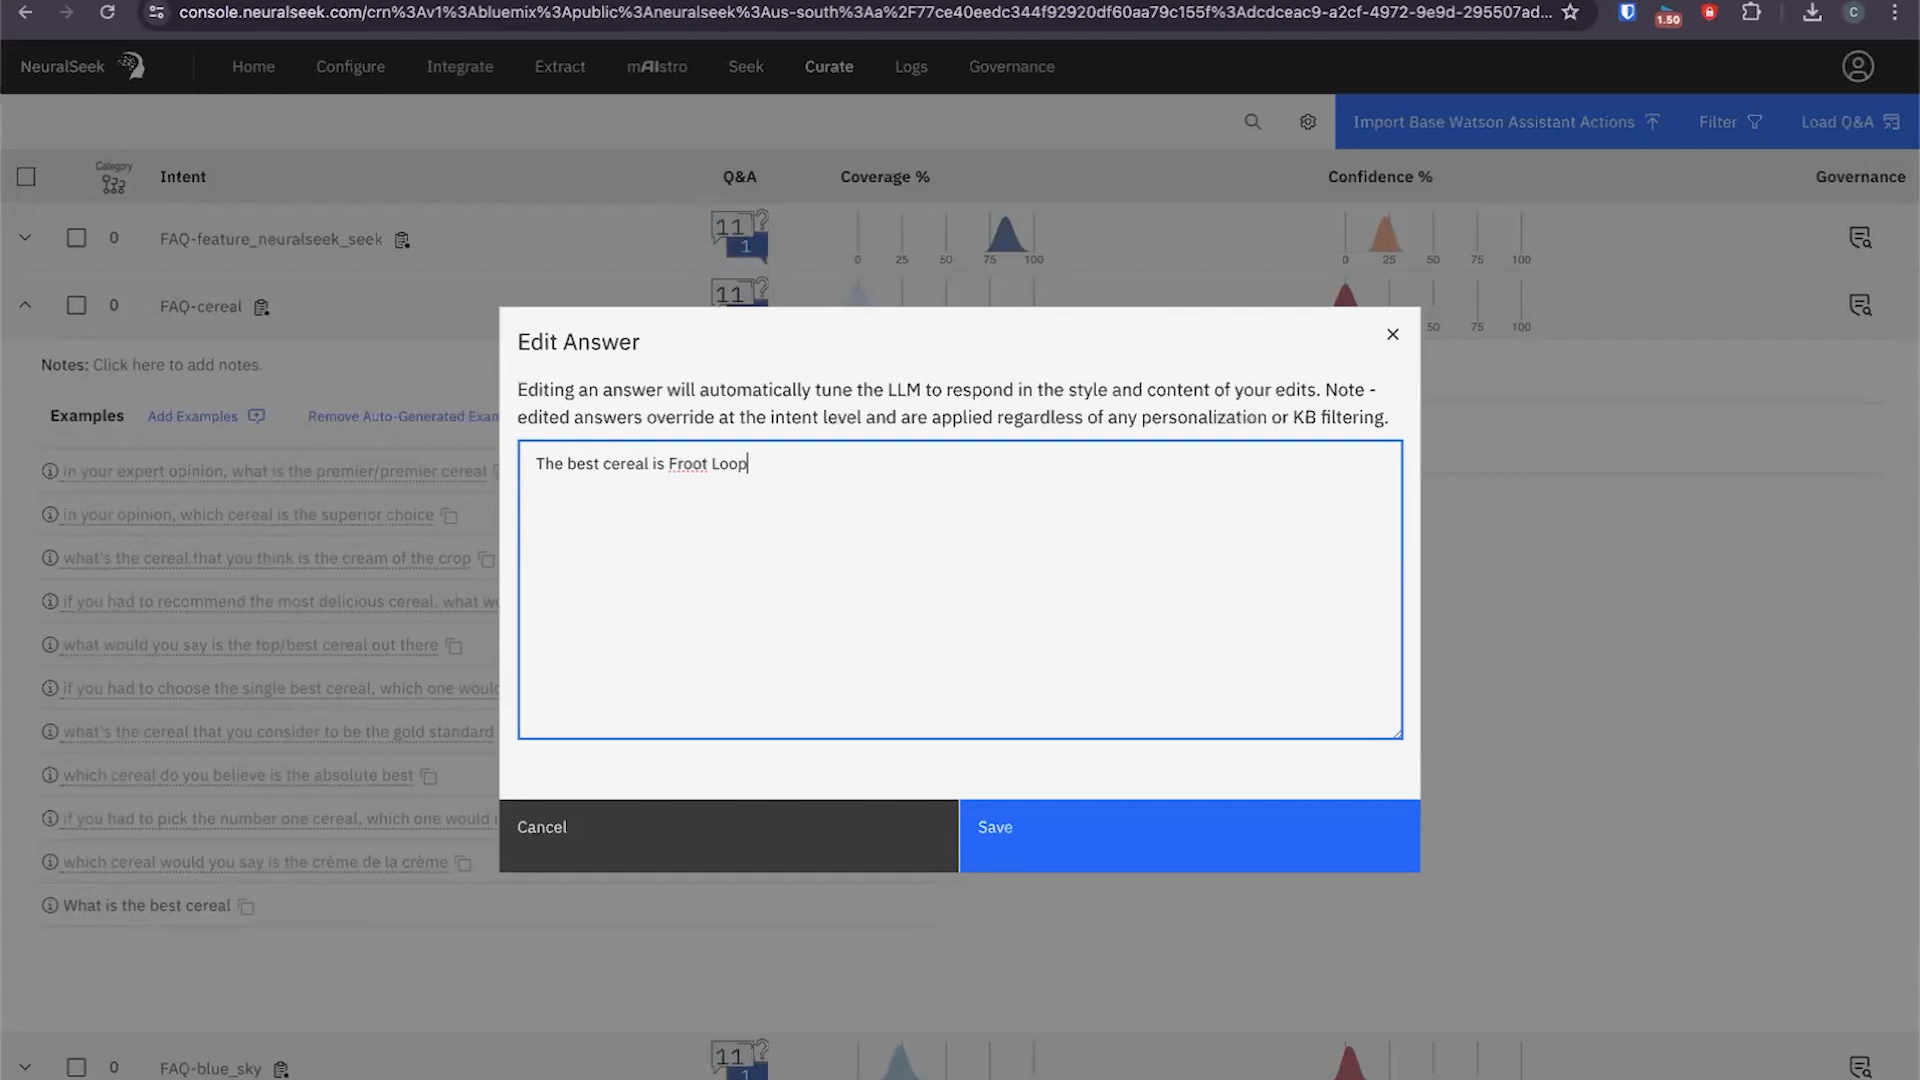 console.neuralseek.com/crn%3Av1%3Abluemix%3Apublic%3Aneuralseek%3Aus-south%3Aa%2F77ce40eedc344f92920df60aa79c155f%3Adcdceac9-a2cf-4972-9e9d-295507ad...
1.50
C
NeuralSeek Home Configure Integrate Extract mAIstro Seek Curate Logs Governance
Import Base Watson Assistant Actions Filter Load Q&A
Category Intent Q&A Coverage % Confidence % Governance
0 FAQ-feature_neuralseek_seek 11 ? 1
0 25 50 75 100 0 25 50 75 100
0 FAQ-cereal 11 ?
50 75 100
Edit Answer
Notes: Click here to add notes.
Editing an answer will automatically tune the LLM to respond in the style and content of your edits. Note -
edited answers override at the intent level and are applied regardless of any personalization or KB filtering.
Examples Add Examples Remove Auto-Generated Exam
The best cereal is Froot Loop
in your expert opinion, what is the premier/premier cereal
in your opinion, which cereal is the superior choice
what's the cereal that you think is the cream of the crop
if you had to recommend the most delicious cereal, what wo
what would you say is the top/best cereal out there
if you had to choose the single best cereal, which one would
what's the cereal that you consider to be the gold standard
which cereal do you believe is the absolute best
if you had to pick the number one cereal, which one would i
which cereal would you say is the crème de la crème
What is the best cereal
Cancel Save
0 FAQ-blue_sky 11 ? 1